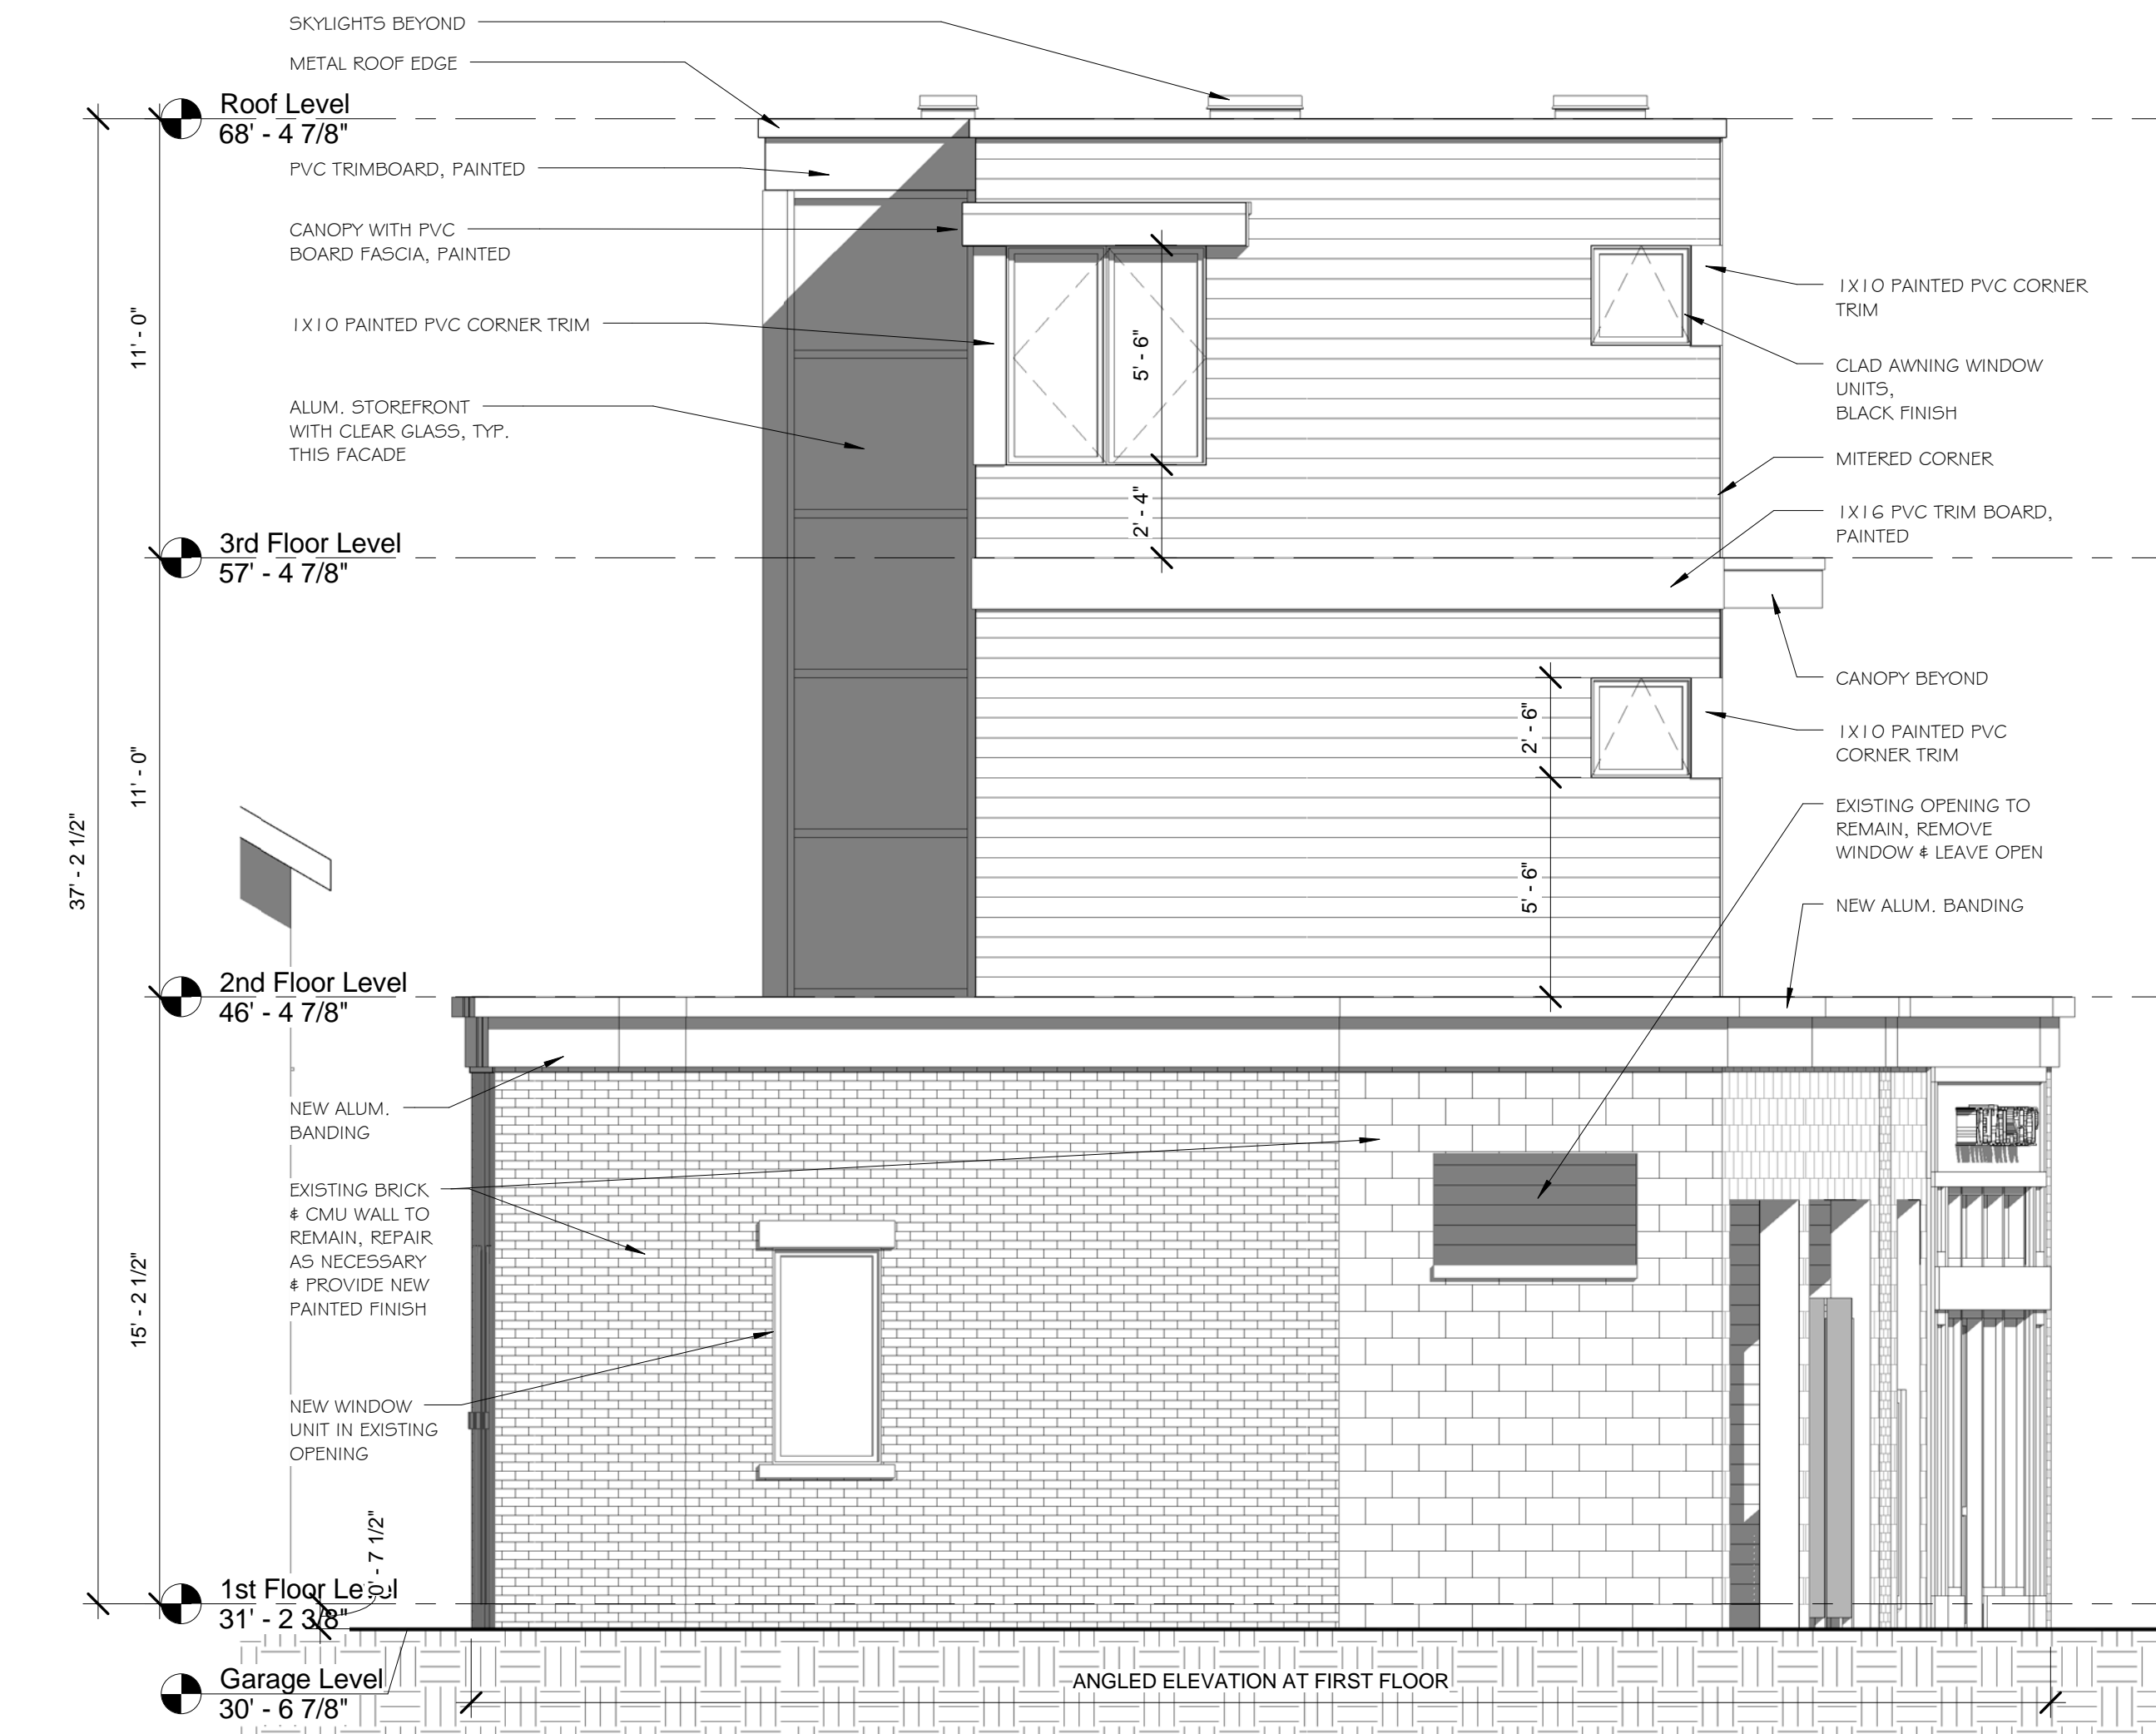 SKYLIGHTS BEYOND
METAL ROOF EDGE
Roof Level
68' - 4 7/8"
PVC TRIMBOARD, PAINTED
CANOPY WITH PVC
BOARD FASCIA, PAINTED
1X10 PAINTED PVC CORNER TRIM
ALUM. STOREFRONT
WITH CLEAR GLASS, TYP.
THIS FACADE
11' - 0"
5' - 6"
2' - 4"
1X10 PAINTED PVC CORNER
TRIM
CLAD AWNING WINDOW
UNITS,
BLACK FINISH
MITERED CORNER
1X16 PVC TRIM BOARD,
PAINTED
3rd Floor Level
57' - 4 7/8"
CANOPY BEYOND
1X10 PAINTED PVC
CORNER TRIM
2' - 6"
5' - 6"
11' - 0"
37' - 2 1/2"
EXISTING OPENING TO
REMAIN, REMOVE
WINDOW & LEAVE OPEN
NEW ALUM. BANDING
2nd Floor Level
46' - 4 7/8"
NEW ALUM.
BANDING
EXISTING BRICK
& CMU WALL TO
REMAIN, REPAIR
AS NECESSARY
& PROVIDE NEW
PAINTED FINISH
15' - 2 1/2"
NEW WINDOW
UNIT IN EXISTING
OPENING
0' - 7 1/2"
1st Floor Level
31' - 2 3/8"
Garage Level
30' - 6 7/8"
ANGLED ELEVATION AT FIRST FLOOR